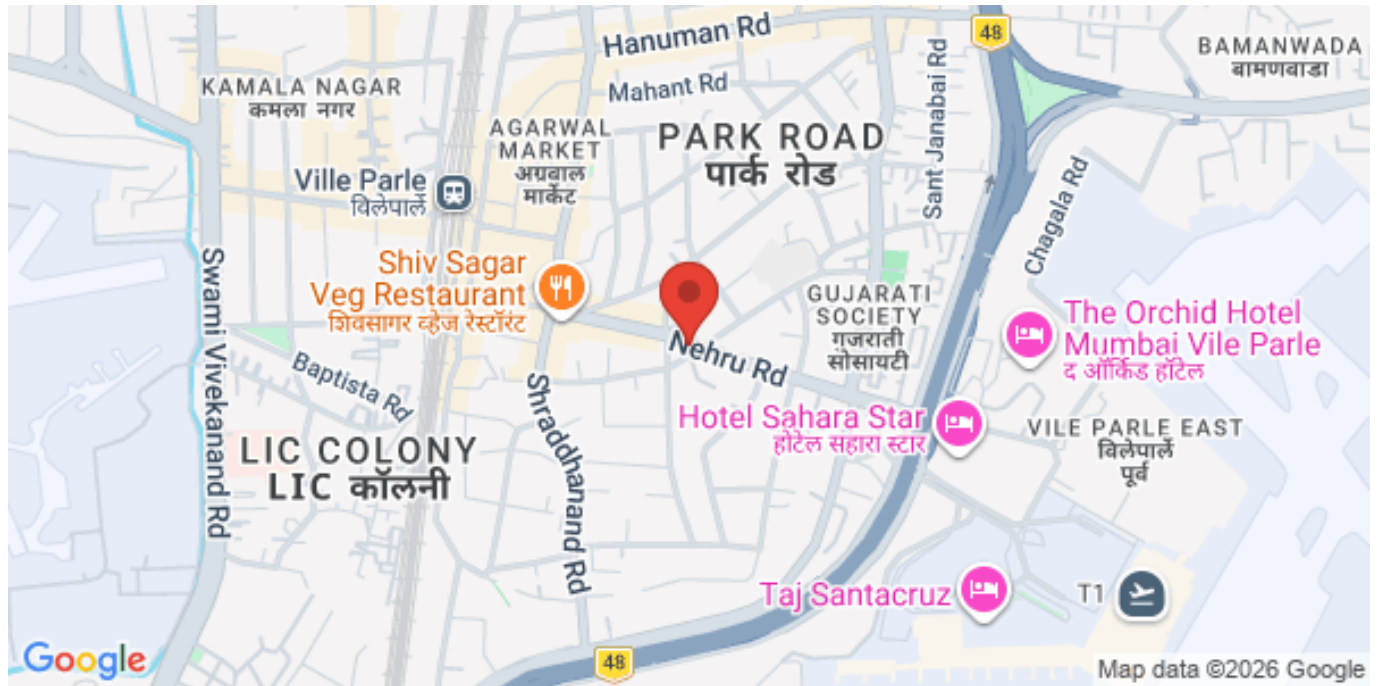 Hanuman Rd
48
BAMANWADA
बामणवाडा
KAMALA NAGAR
कमला नगर
Mahant Rd
AGARWAL
MARKET
अग्रवाल
मार्केट
PARK ROAD
पार्क रोड
Sant Janabai Rd
Ville Parle
विलेपार्ले
Chagala Rd
Swami Vivekanand Rd
Shiv Sagar
Veg Restaurant
शिवसागर व्हेज रेस्टॉरंट
GUJARATI
SOCIETY
गुजराती
सोसायटी
The Orchid Hotel
Mumbai Vile Parle
द ऑर्किड हॉटेल
Nehru Rd
Baptista Rd
Shraddhanand Rd
Hotel Sahara Star
होटेल सहारा स्टार
VILE PARLE EAST
विलेपार्ले
पूर्व
LIC COLONY
LIC कॉलनी
Taj Santacruz
T1
48
Google
Map data ©2026 Google